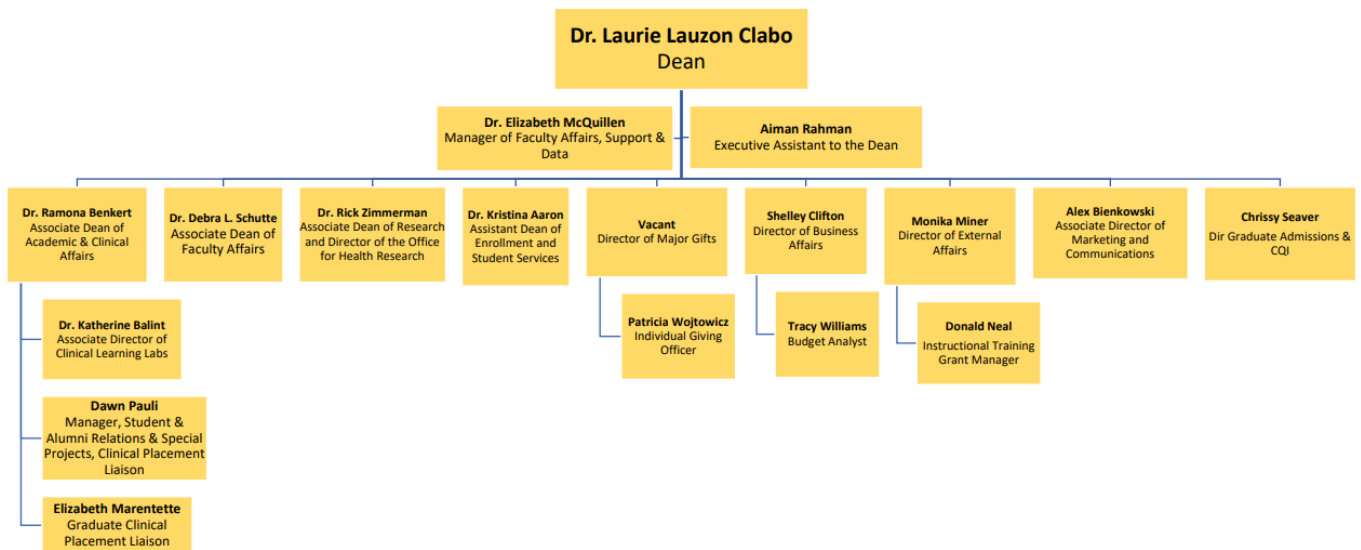 Dr. Laurie Lauzon Clabo
Dean
Dr. Elizabeth McQuillen
Manager of Faculty Affairs, Support &
Data
Aiman Rahman
Executive Assistant to the Dean
Dr. Ramona Benkert
Associate Dean of
Academic & Clinical
Affairs
Dr. Debra L. Schutte
Associate Dean of
Faculty Affairs
Dr. Rick Zimmerman
Associate Dean of Research
and Director of the Office
for Health Research
Dr. Kristina Aaron
Assistant Dean of
Enrollment and
Student Services
Vacant
Director of Major Gifts
Shelley Clifton
Director of Business
Affairs
Monika Miner
Director of External
Affairs
Alex Bienkowski
Associate Director of
Marketing and
Communications
Chrissy Seaver
Dir Graduate Admissions &
CQI
Dr. Katherine Balint
Associate Director of
Clinical Learning Labs
Patricia Wojtowicz
Individual Giving
Officer
Tracy Williams
Budget Analyst
Donald Neal
Instructional Training
Grant Manager
Dawn Pauli
Manager, Student &
Alumni Relations & Special
Projects, Clinical Placement
Liaison
Elizabeth Marentette
Graduate Clinical
Placement Liaison